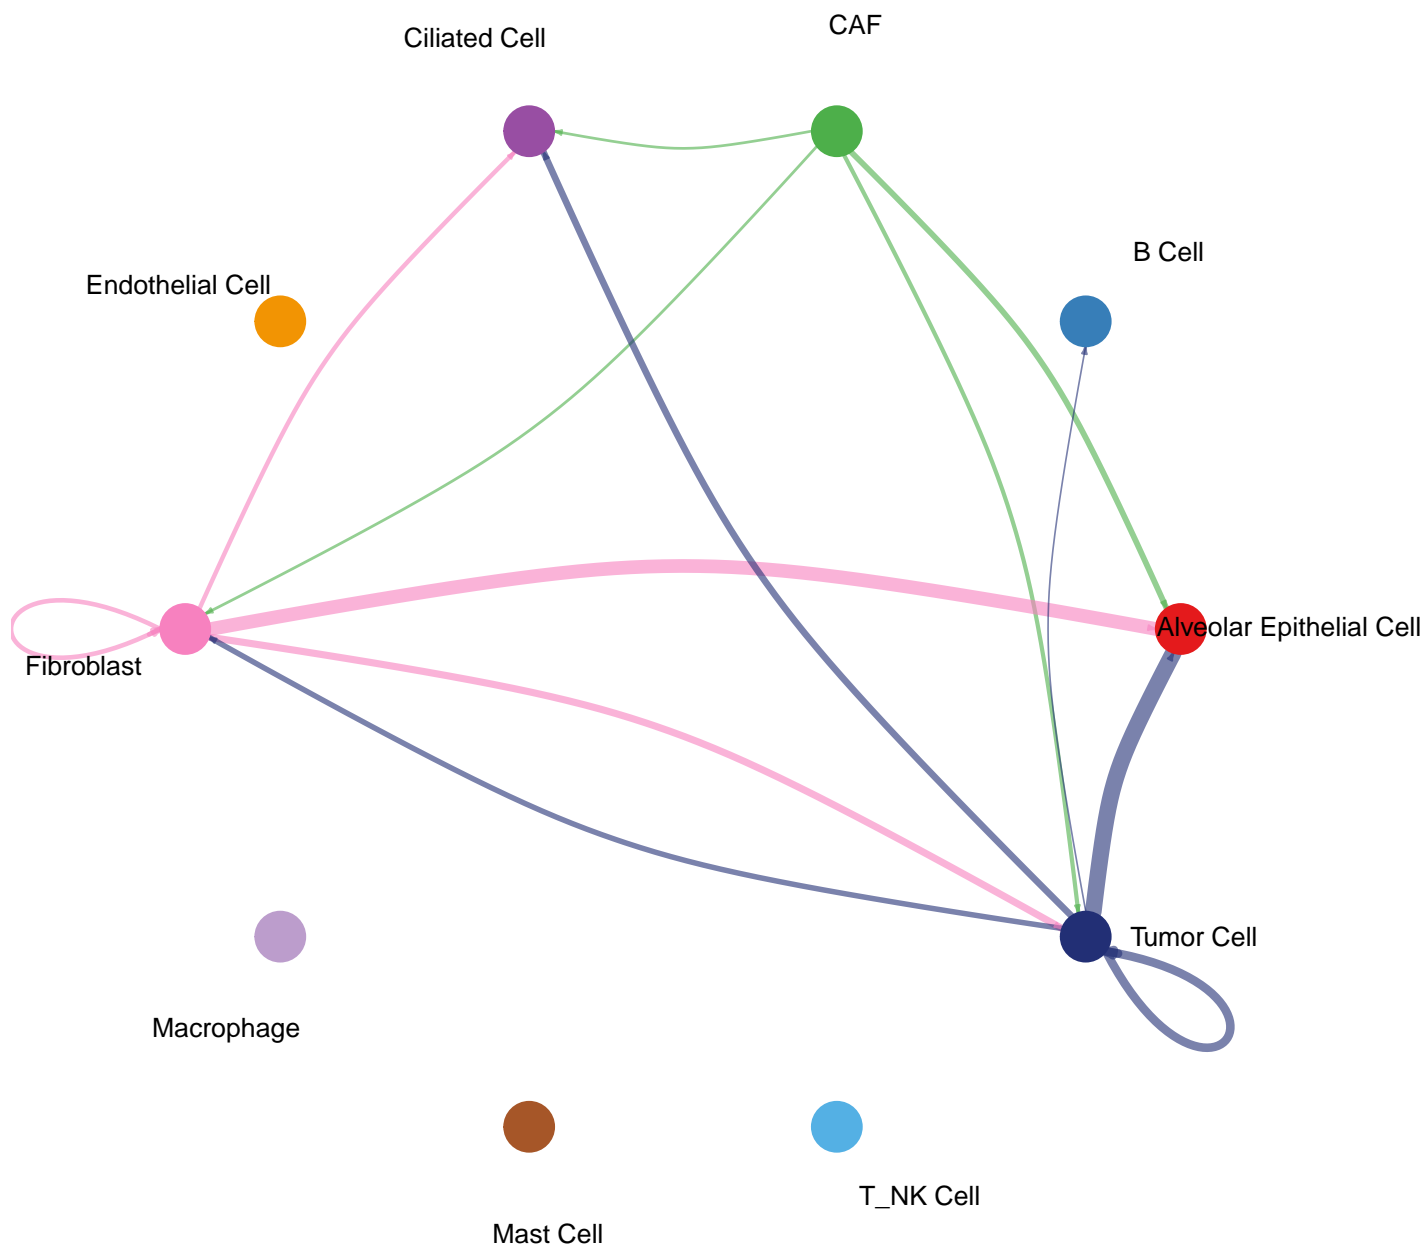 CAF
Ciliated Cell
B Cell
Endothelial Cell
Alveolar Epithelial Cell
Fibroblast
Tumor Cell
Macrophage
T_NK Cell
Mast Cell